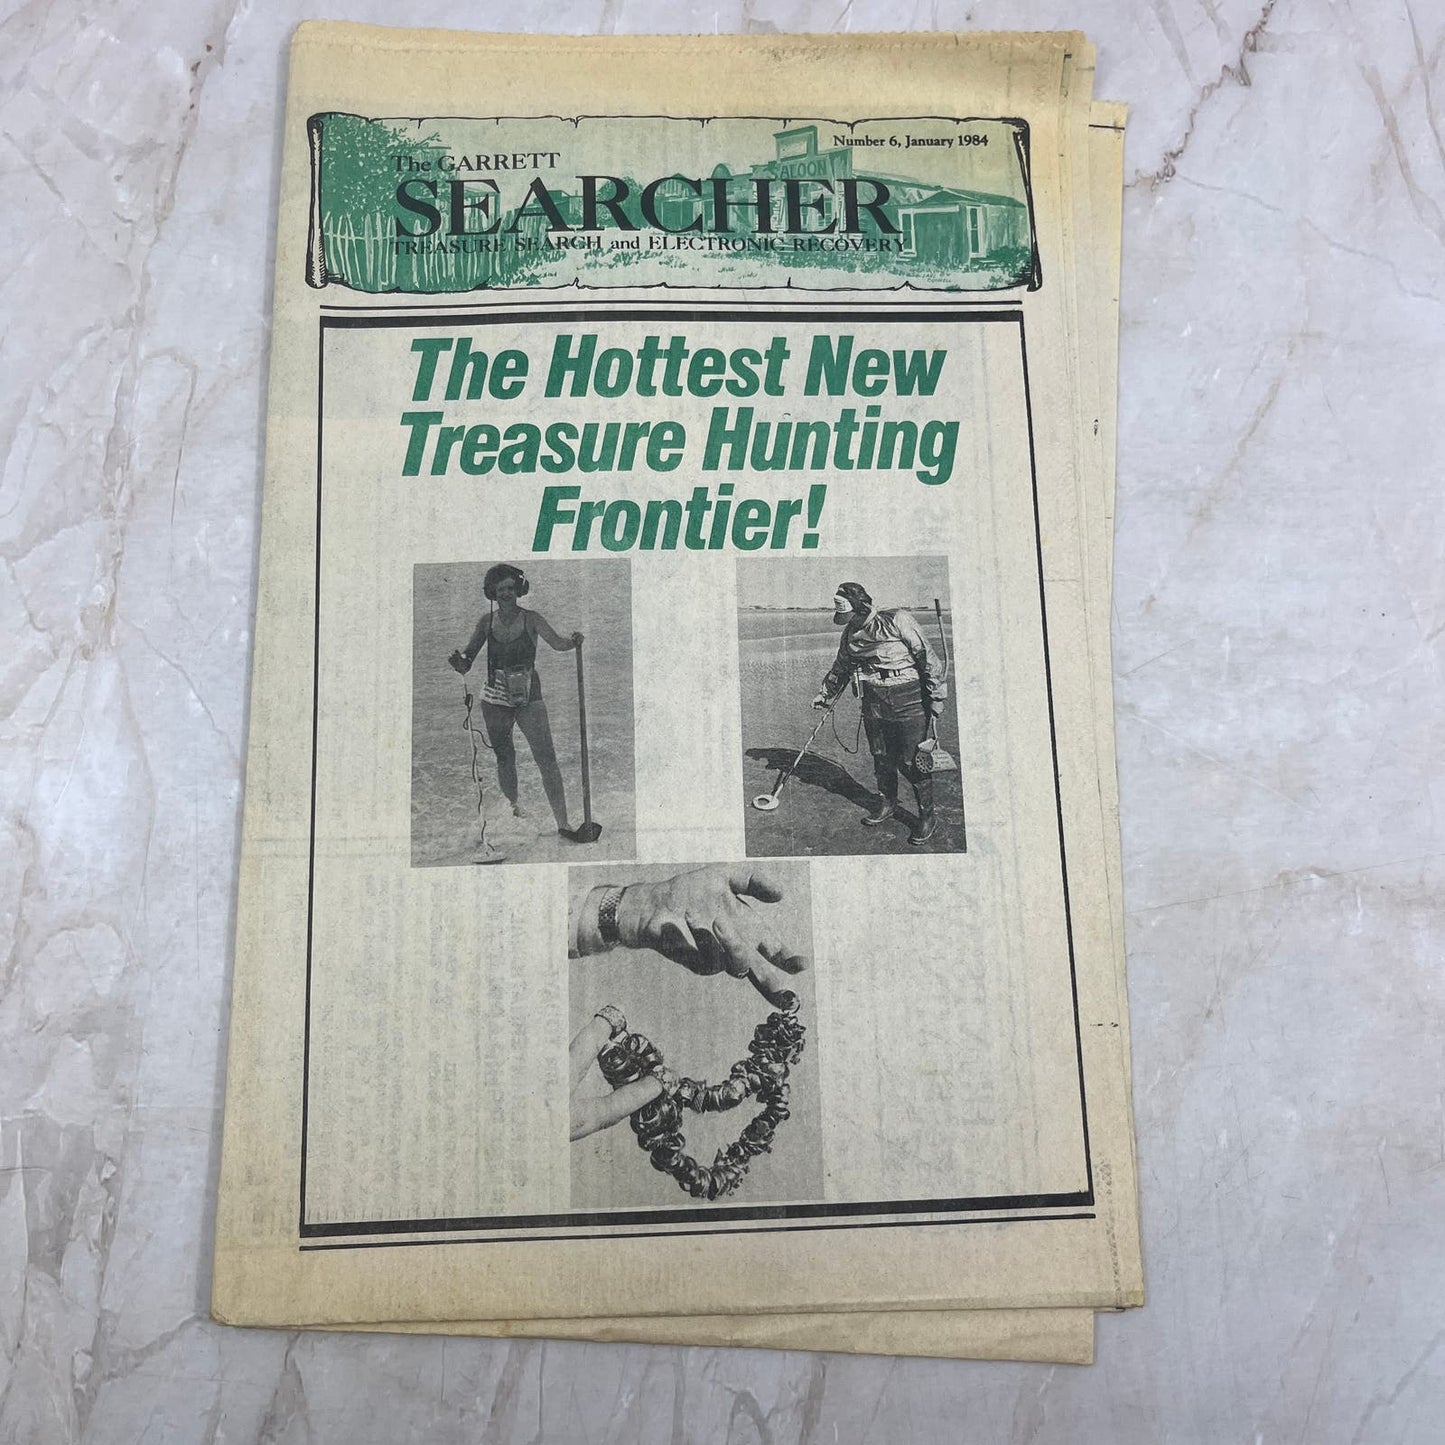 Number 6, January 1984
The GARRETT
SEARCHER
SALOON
TREASURE SEARCH and ELECTRONIC RECOVERY
The Hottest New
Treasure Hunting
Frontier!